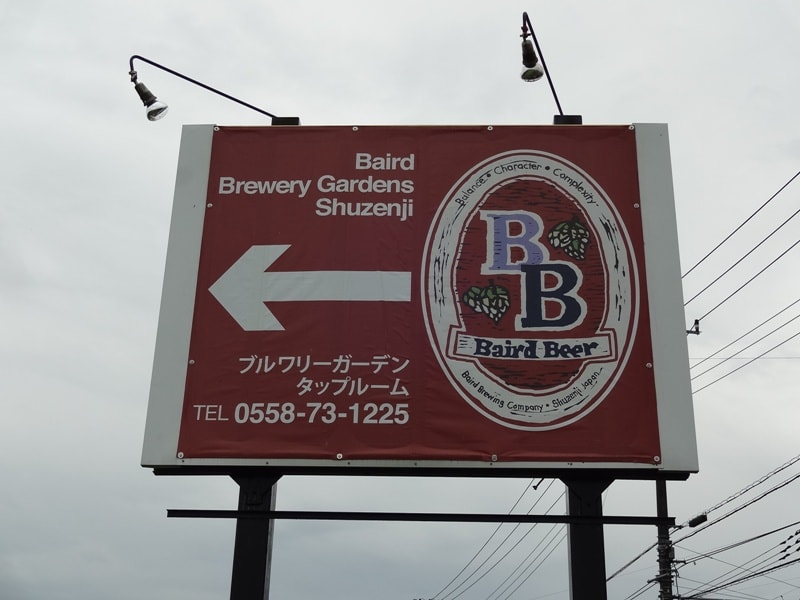 Baird
Brewery Gardens
Shuzenji
ブルワリーガーデン
タップルーム
TEL 0558-73-1225
Balance • Character • Complexity
B
B
Baird Beer
Baird Brewing Company • Shuzenji Japan